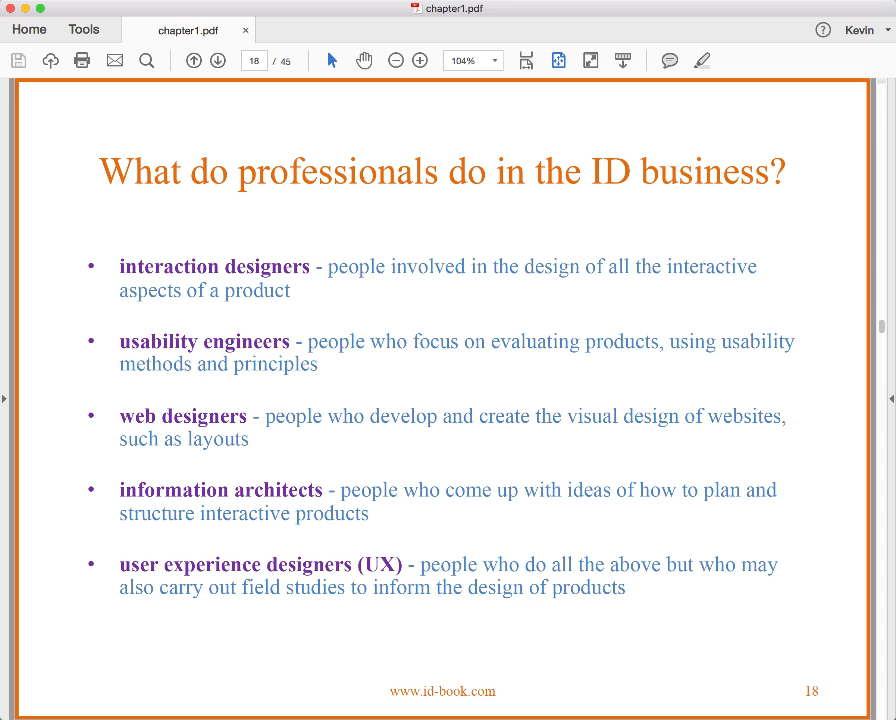 chapter1.pdf
Home Tools chapter1.pdf × ? Kevin
18 / 45 104%
What do professionals do in the ID business?
• interaction designers - people involved in the design of all the interactive
aspects of a product
• usability engineers - people who focus on evaluating products, using usability
methods and principles
• web designers - people who develop and create the visual design of websites,
such as layouts
• information architects - people who come up with ideas of how to plan and
structure interactive products
• user experience designers (UX) - people who do all the above but who may
also carry out field studies to inform the design of products
www.id-book.com 18